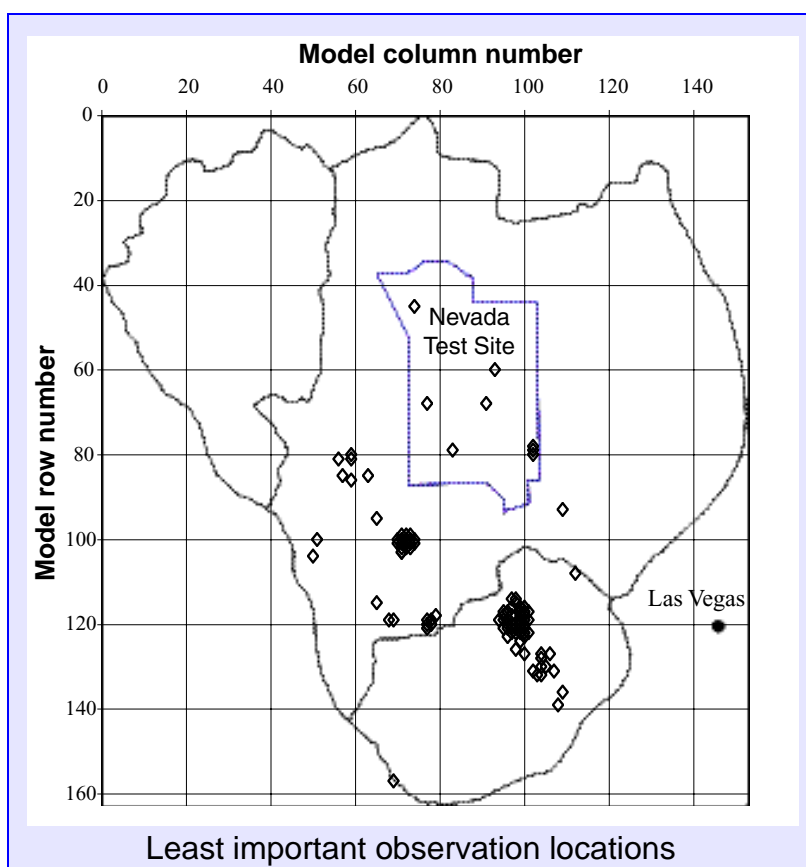 Model column number
0 20 40 60 80 100 120 140
0
20
40
Nevada
Test Site
60
80
Model row number
100
Las Vegas
120
140
160
Least important observation locations